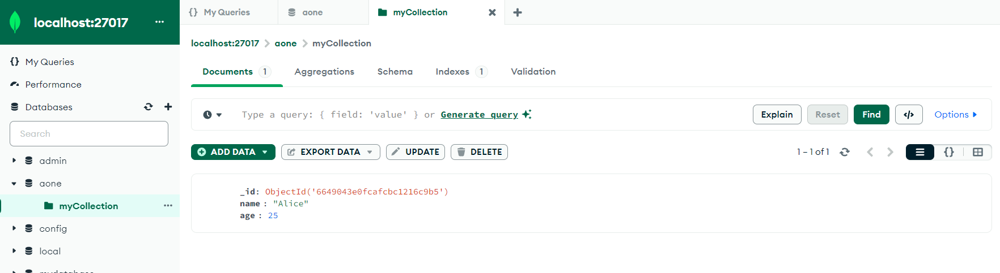 localhost:27017 ...
{} My Queries
Performance
Databases
Search
admin
aone
myCollection ...
config
local
{} My Queries aone myCollection
localhost:27017 > aone > myCollection
Documents 1 Aggregations Schema Indexes 1 Validation
Type a query: { field: 'value' } or Generate query Explain Reset Find </> Options
ADD DATA EXPORT DATA UPDATE DELETE 1 – 1 of 1 {}
_id: ObjectId('6649043e0fcafcbc1216c9b5')
name : "Alice"
age : 25